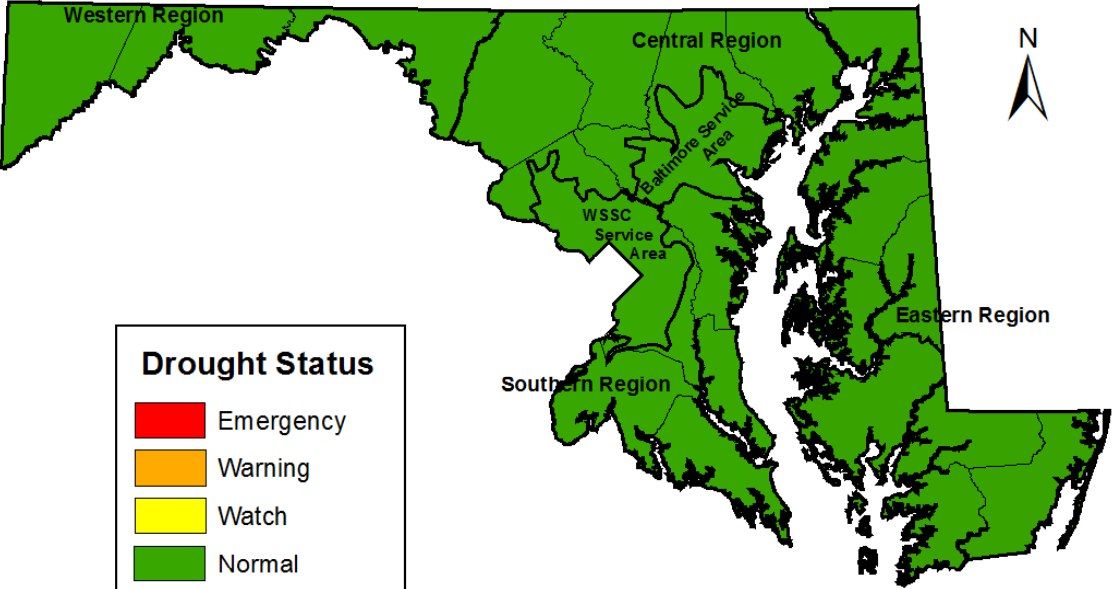 Western Region
Central Region
N
Baltimore Service
Area
WSSC
Service
Area
Eastern Region
Southern Region
Drought Status
Emergency
Warning
Watch
Normal